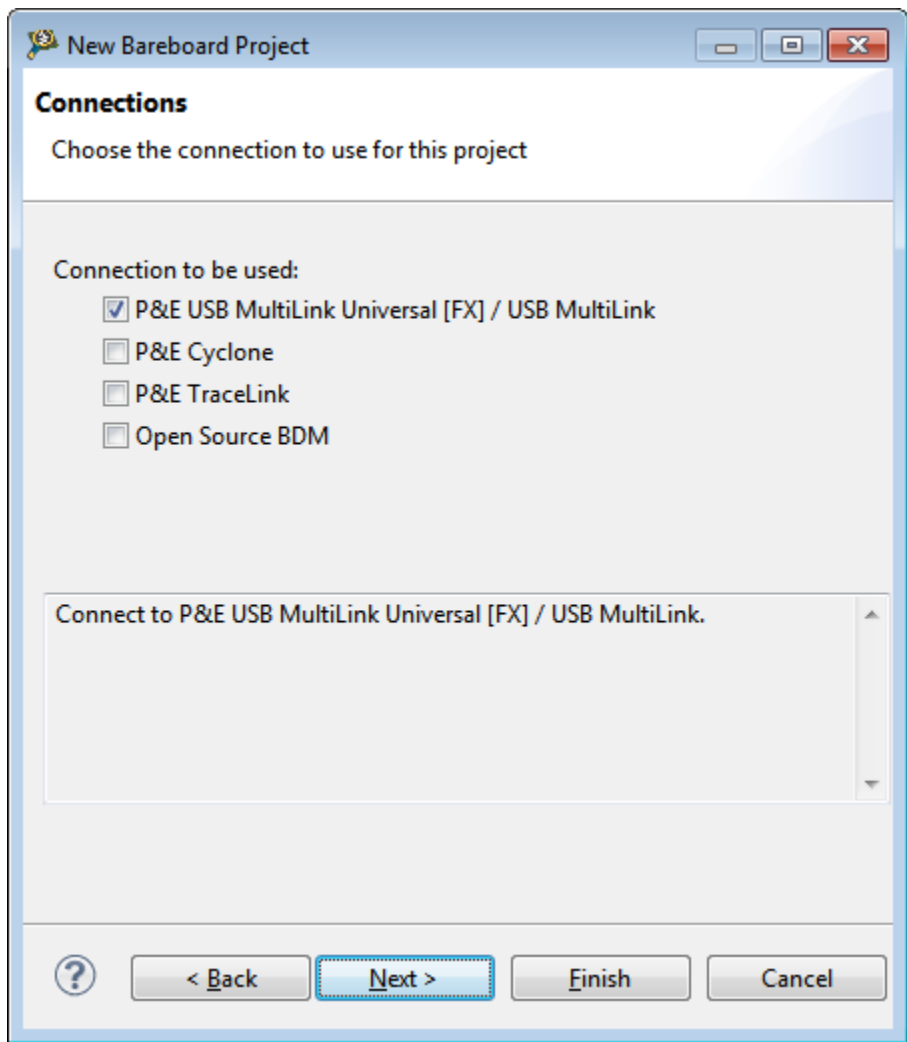 New Bareboard Project
Connections
Choose the connection to use for this project
Connection to be used:
P&E USB MultiLink Universal [FX] / USB MultiLink
P&E Cyclone
P&E TraceLink
Open Source BDM
Connect to P&E USB MultiLink Universal [FX] / USB MultiLink.
?
< Back
Next >
Finish
Cancel